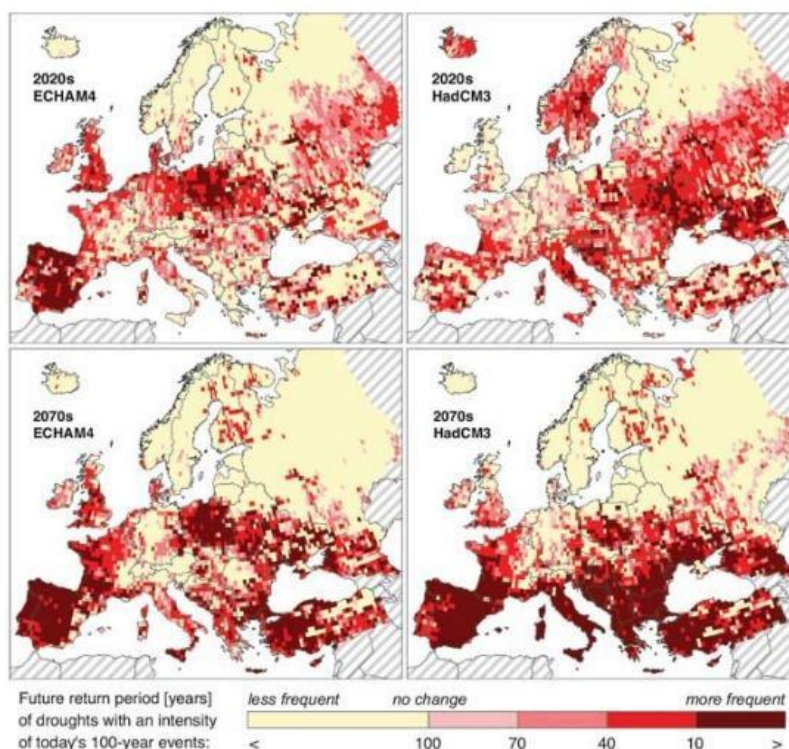 2020s
ECHAM4
2020s
HadCM3
2070s
ECHAM4
2070s
HadCM3
Future return period [years]
of droughts with an intensity
of today's 100-year events:
less frequent no change more frequent
< 100 70 40 10 >